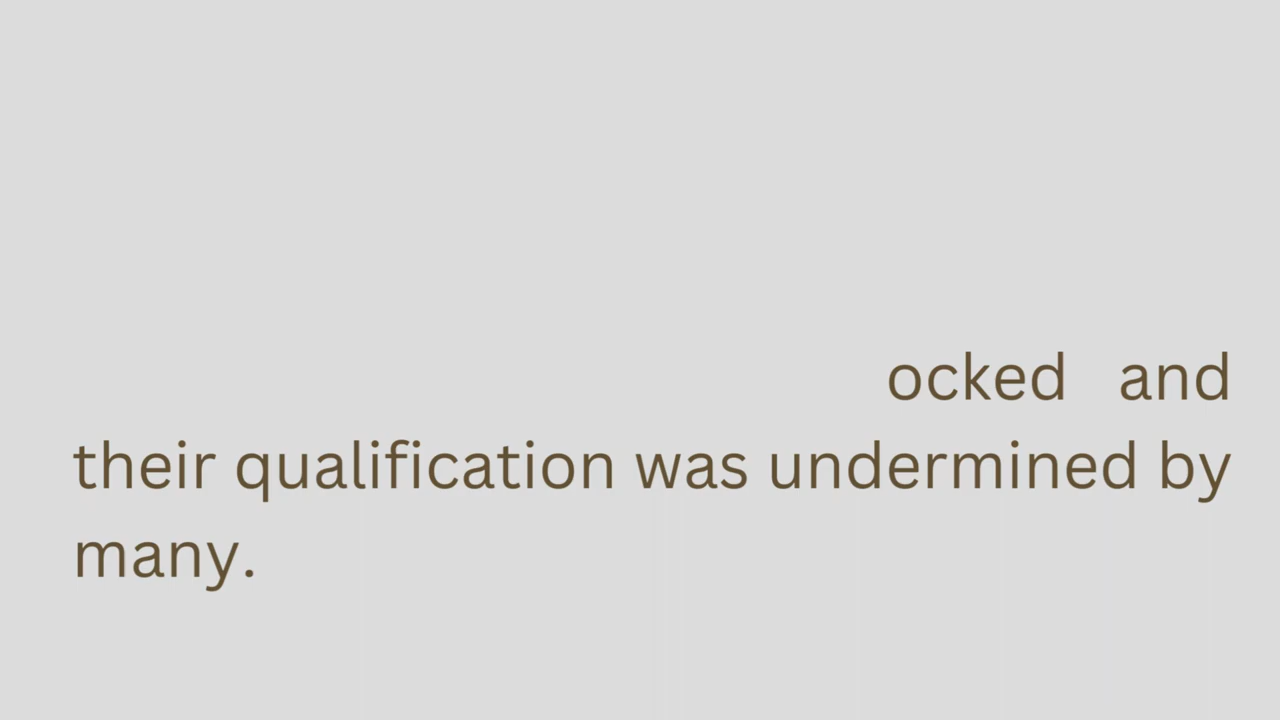 ocked and
their qualification was undermined by
many.